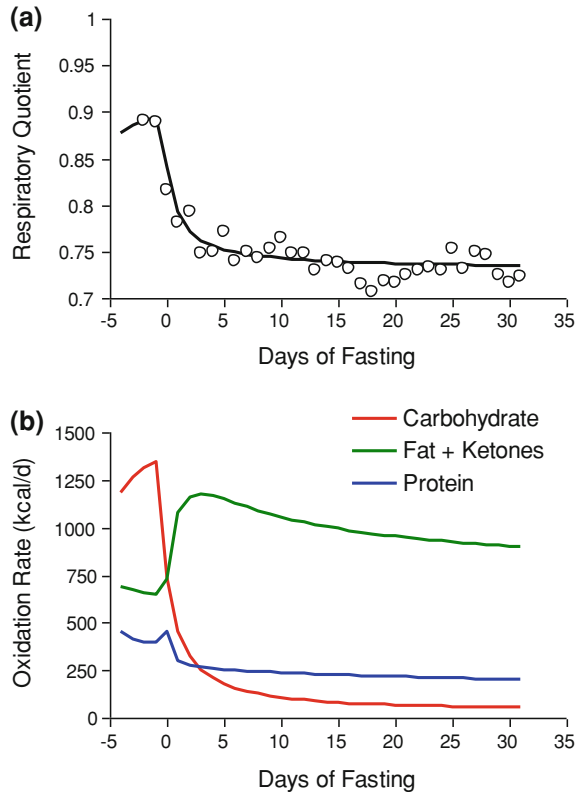 (a)
1
0.95
0.9
0.85
0.8
0.75
0.7
Respiratory Quotient
-5 0 5 10 15 20 25 30 35
Days of Fasting
(b)
Carbohydrate
Fat + Ketones
Protein
1500
1250
1000
750
500
250
0
Oxidation Rate (kcal/d)
-5 0 5 10 15 20 25 30 35
Days of Fasting